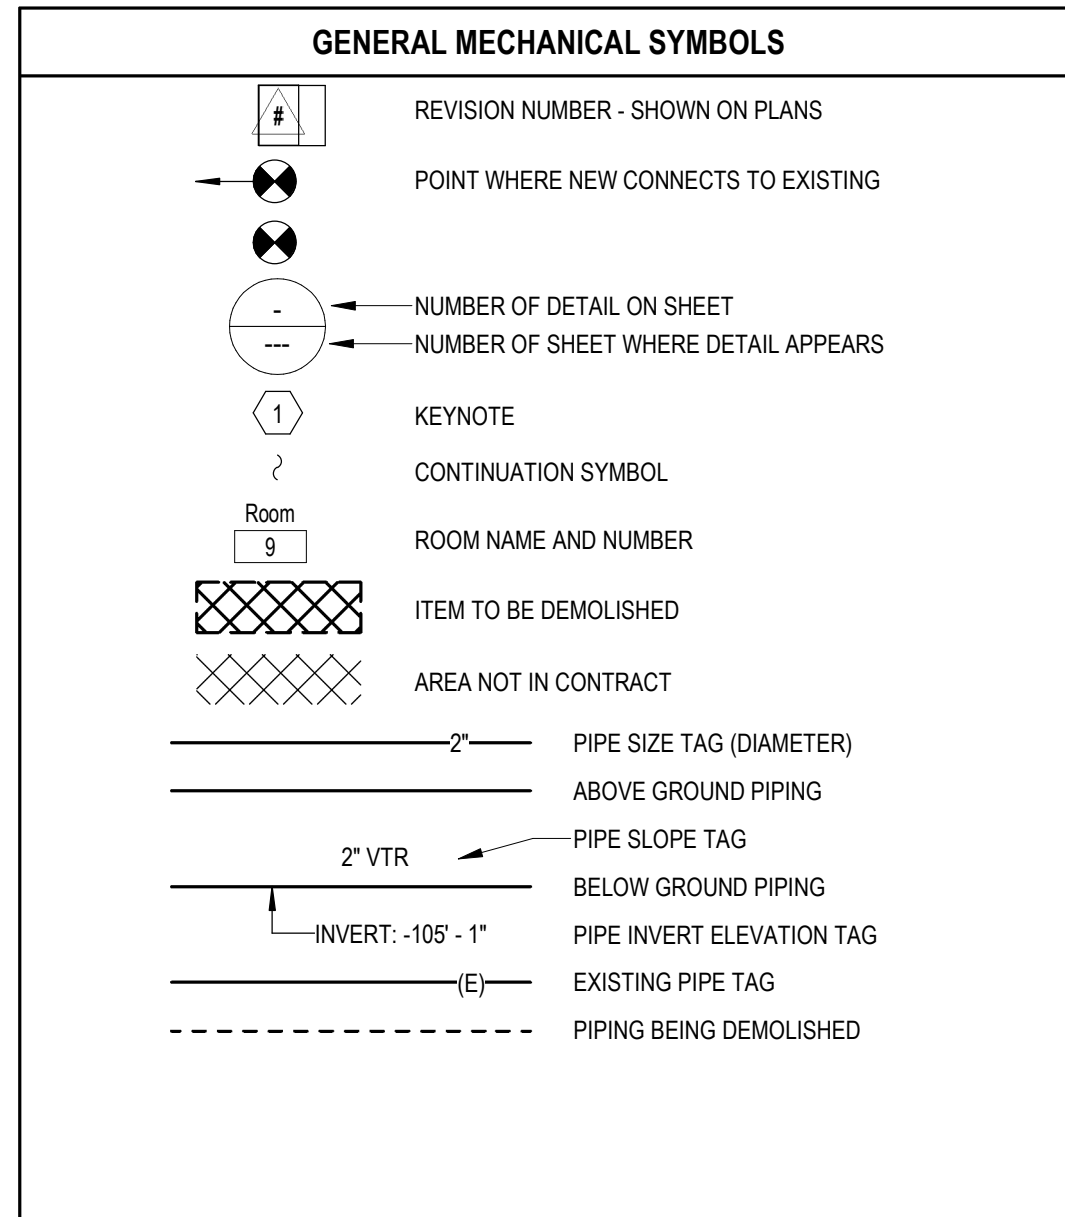 GENERAL MECHANICAL SYMBOLS
# REVISION NUMBER - SHOWN ON PLANS
POINT WHERE NEW CONNECTS TO EXISTING
- NUMBER OF DETAIL ON SHEET
--- NUMBER OF SHEET WHERE DETAIL APPEARS
1 KEYNOTE
CONTINUATION SYMBOL
Room
9 ROOM NAME AND NUMBER
ITEM TO BE DEMOLISHED
AREA NOT IN CONTRACT
2" PIPE SIZE TAG (DIAMETER)
ABOVE GROUND PIPING
PIPE SLOPE TAG
2" VTR
BELOW GROUND PIPING
INVERT: -105' - 1" PIPE INVERT ELEVATION TAG
(E) EXISTING PIPE TAG
PIPING BEING DEMOLISHED